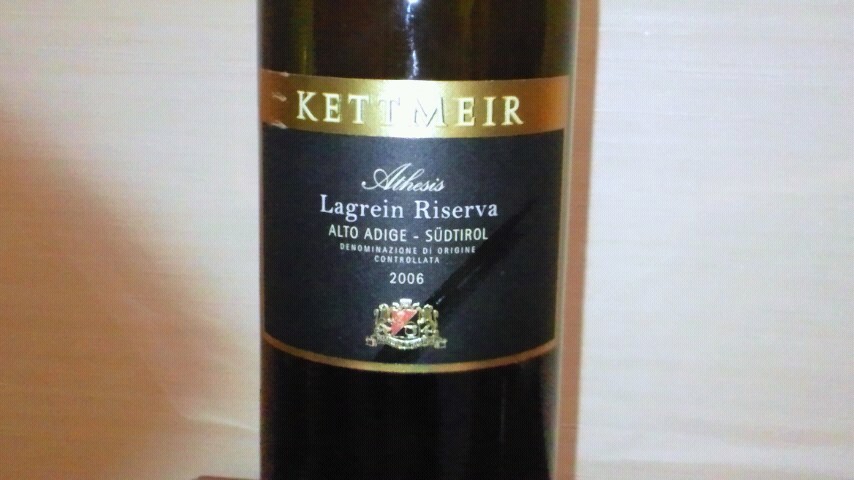 KETTMEIR
Athesis
Lagrein Riserva
ALTO ADIGE - SÜDTIROL
DENOMINAZIONE DI ORIGINE
CONTROLLATA
2006